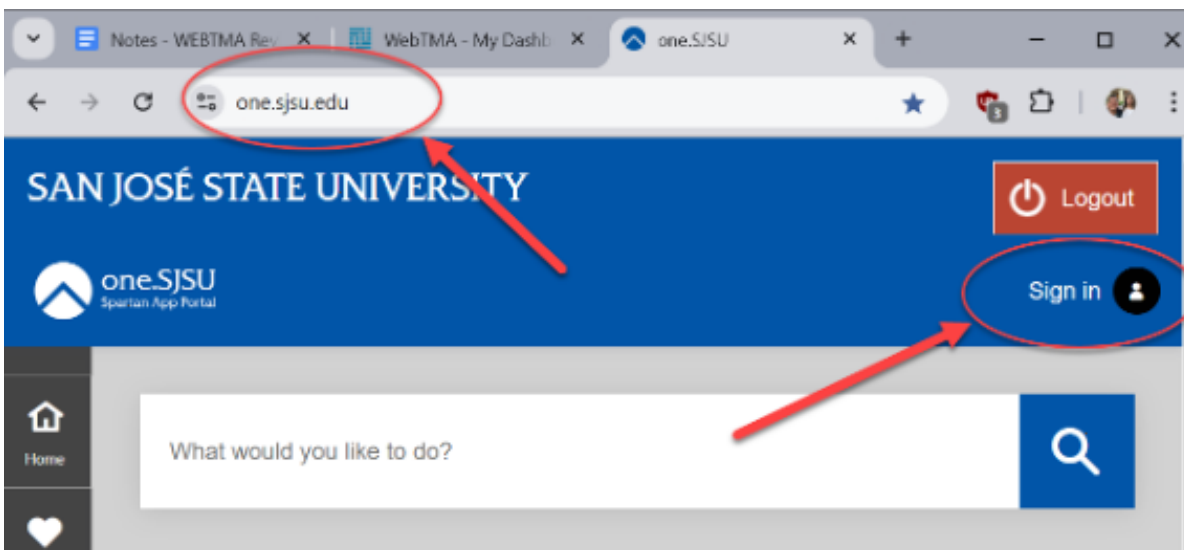 Notes - WEBTMA Rev
WebTMA - My Dashb
one.SJSU
one.sjsu.edu
3
SAN JOSÉ STATE UNIVERSITY
Logout
one.SJSU
Spartan App Portal
Sign in
Home
What would you like to do?